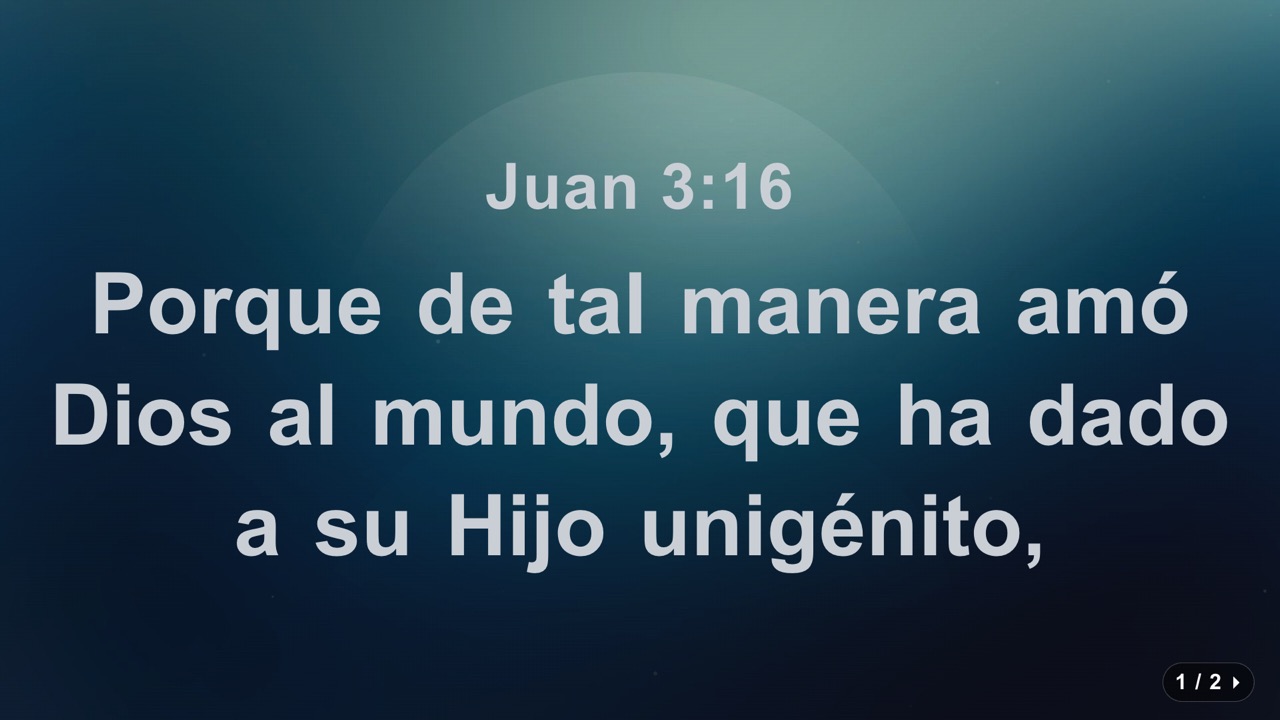 Juan 3:16
Porque de tal manera amó
Dios al mundo, que ha dado
a su Hijo unigénito,
1 / 2